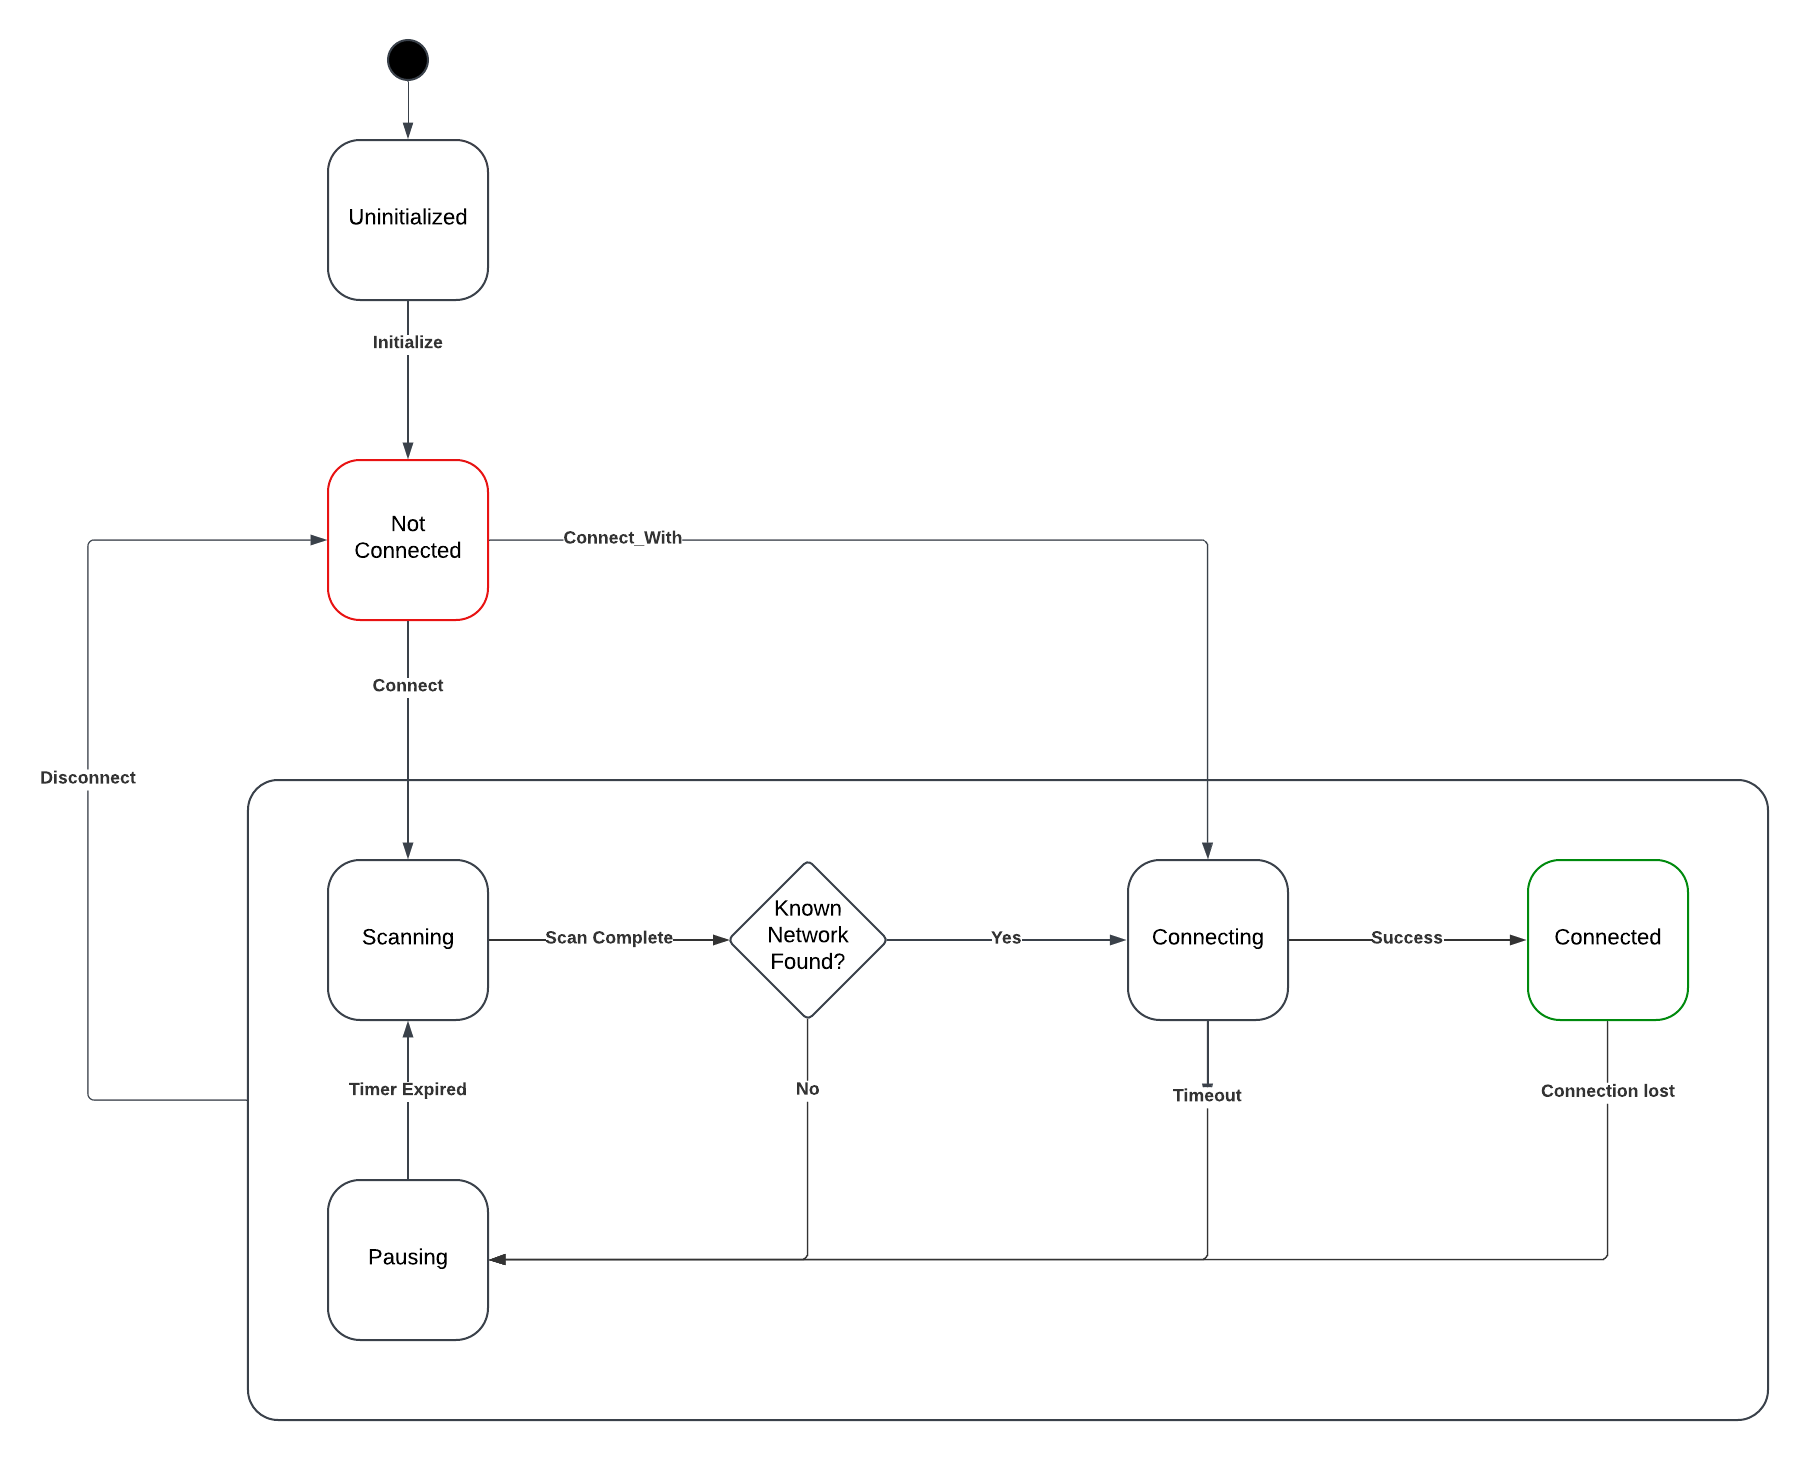 Uninitialized
Initialize
Not
Connected
Connect_With
Connect
Disconnect
Scanning
Scan Complete
Known
Network
Found?
Yes
Connecting
Success
Connected
Timer Expired
No
Timeout
Connection lost
Pausing